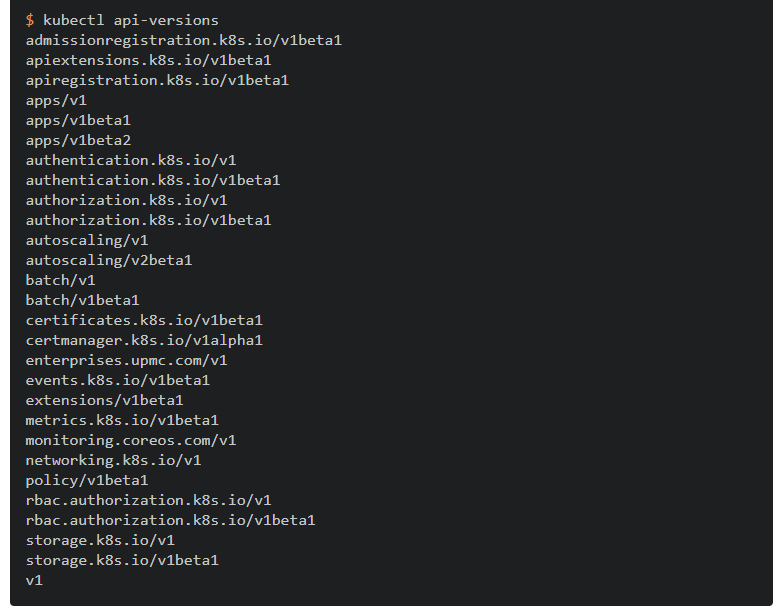 $ kubectl api-versions
admissionregistration.k8s.io/v1beta1
apiextensions.k8s.io/v1beta1
apiregistration.k8s.io/v1beta1
apps/v1
apps/v1beta1
apps/v1beta2
authentication.k8s.io/v1
authentication.k8s.io/v1beta1
authorization.k8s.io/v1
authorization.k8s.io/v1beta1
autoscaling/v1
autoscaling/v2beta1
batch/v1
batch/v1beta1
certificates.k8s.io/v1beta1
certmanager.k8s.io/v1alpha1
enterprises.upmc.com/v1
events.k8s.io/v1beta1
extensions/v1beta1
metrics.k8s.io/v1beta1
monitoring.coreos.com/v1
networking.k8s.io/v1
policy/v1beta1
rbac.authorization.k8s.io/v1
rbac.authorization.k8s.io/v1beta1
storage.k8s.io/v1
storage.k8s.io/v1beta1
v1